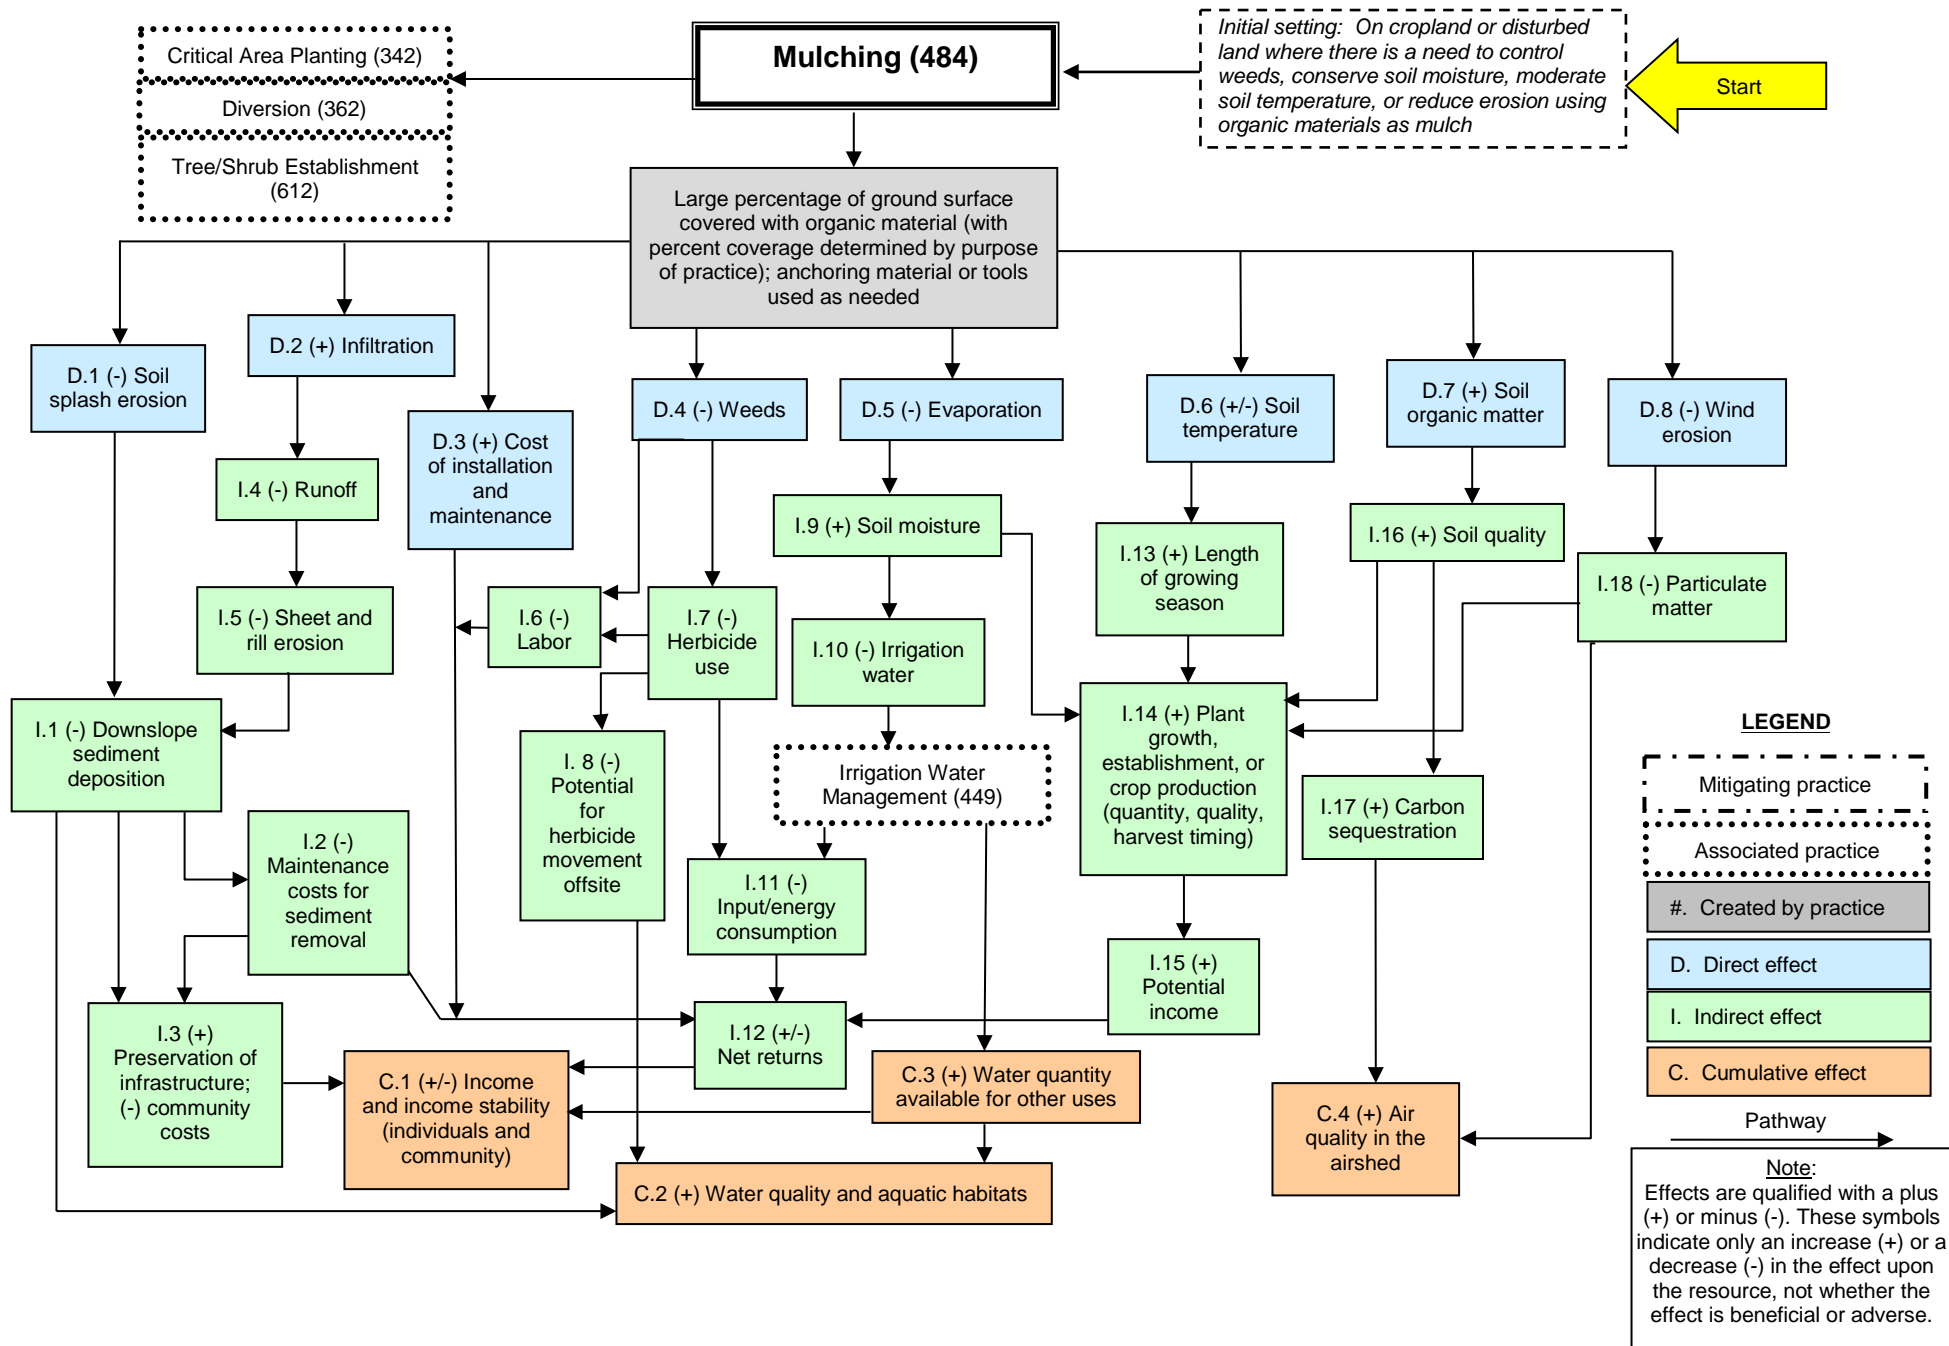 Critical Area Planting (342)
Diversion (362)
Tree/Shrub Establishment
(612)
Mulching (484)
Initial setting:  On cropland or disturbed
land where there is a need to control
weeds, conserve soil moisture, moderate
soil temperature, or reduce erosion using
organic materials as mulch
Start
Large percentage of ground surface
covered with organic material (with
percent coverage determined by purpose
of practice); anchoring material or tools
used as needed
D.1 (-) Soil
splash erosion
D.2 (+) Infiltration
D.3 (+) Cost
of installation
and
maintenance
D.4 (-) Weeds
D.5 (-) Evaporation
D.6 (+/-) Soil
temperature
D.7 (+) Soil
organic matter
D.8 (-) Wind
erosion
I.4 (-) Runoff
I.9 (+) Soil moisture
I.13 (+) Length
of growing
season
I.16 (+) Soil quality
I.18 (-) Particulate
matter
I.5 (-) Sheet and
rill erosion
I.6 (-)
Labor
I.7 (-)
Herbicide
use
I.10 (-) Irrigation
water
I.1 (-) Downslope
sediment
deposition
I. 8 (-)
Potential
for
herbicide
movement
offsite
Irrigation Water
Management (449)
I.14 (+) Plant
growth,
establishment, or
crop production
(quantity, quality,
harvest timing)
I.17 (+) Carbon
sequestration
I.2 (-)
Maintenance
costs for
sediment
removal
I.11 (-)
Input/energy
consumption
I.15 (+)
Potential
income
I.3 (+)
Preservation of
infrastructure;
(-) community
costs
I.12 (+/-)
Net returns
C.1 (+/-) Income
and income stability
(individuals and
community)
C.3 (+) Water quantity
available for other uses
C.2 (+) Water quality and aquatic habitats
C.4 (+) Air
quality in the
airshed
LEGEND
Mitigating practice
Associated practice
#.  Created by practice
D.  Direct effect
I.  Indirect effect
C.  Cumulative effect
Pathway
Note:
Effects are qualified with a plus
(+) or minus (-). These symbols
indicate only an increase (+) or a
decrease (-) in the effect upon
the resource, not whether the
effect is beneficial or adverse.